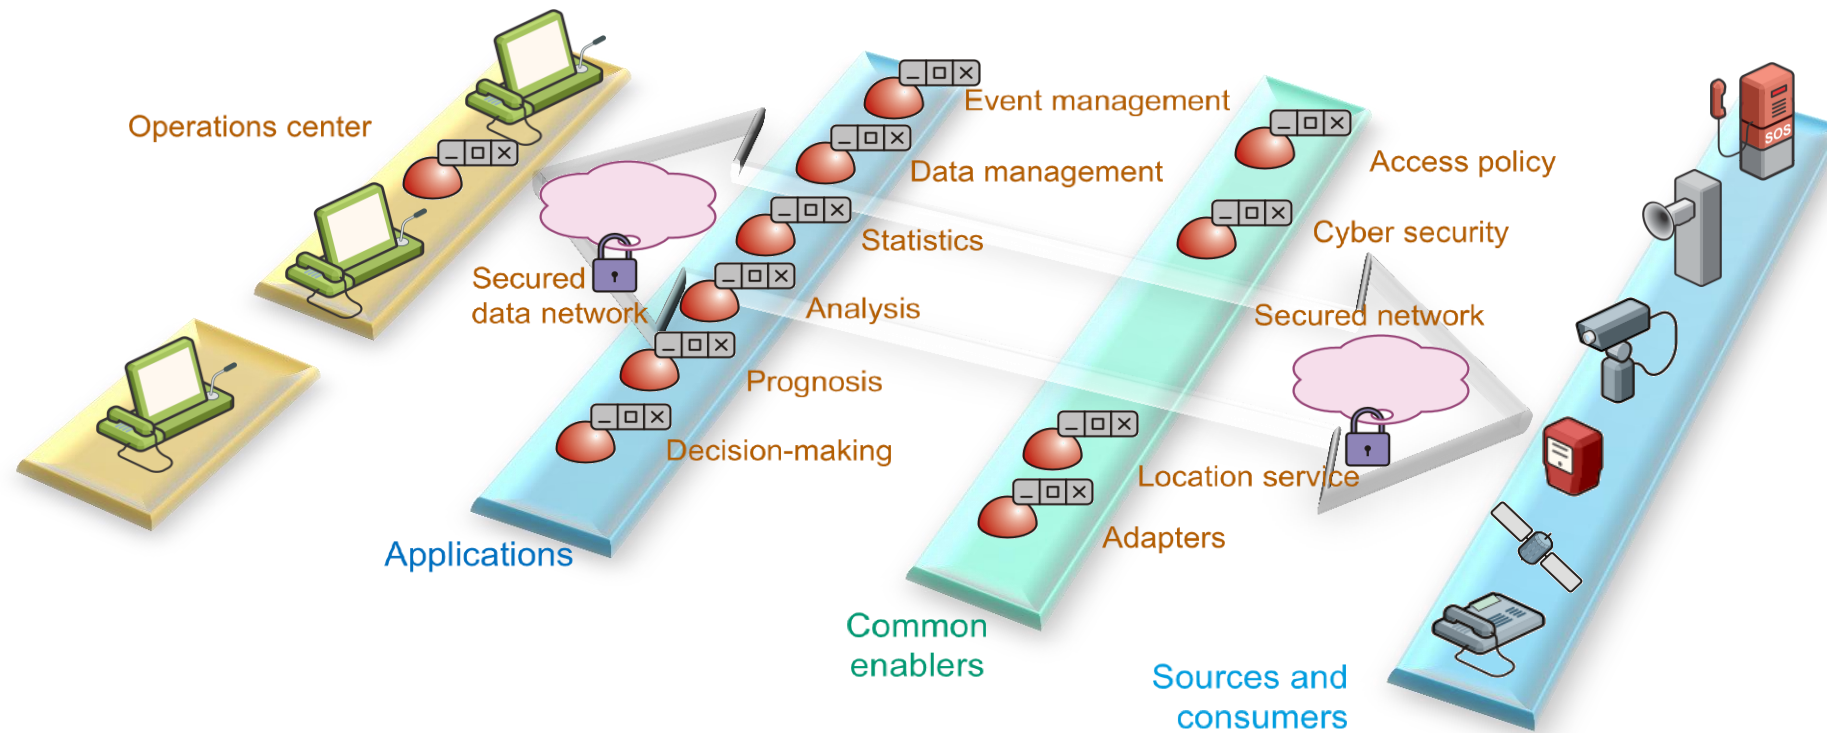 Operations center
Event management
Data management
Statistics
Analysis
Prognosis
Decision-making
Secured
data network
Applications
Access policy
Cyber security
Secured network
Location service
Adapters
Common
enablers
SOS
Sources and
consumers